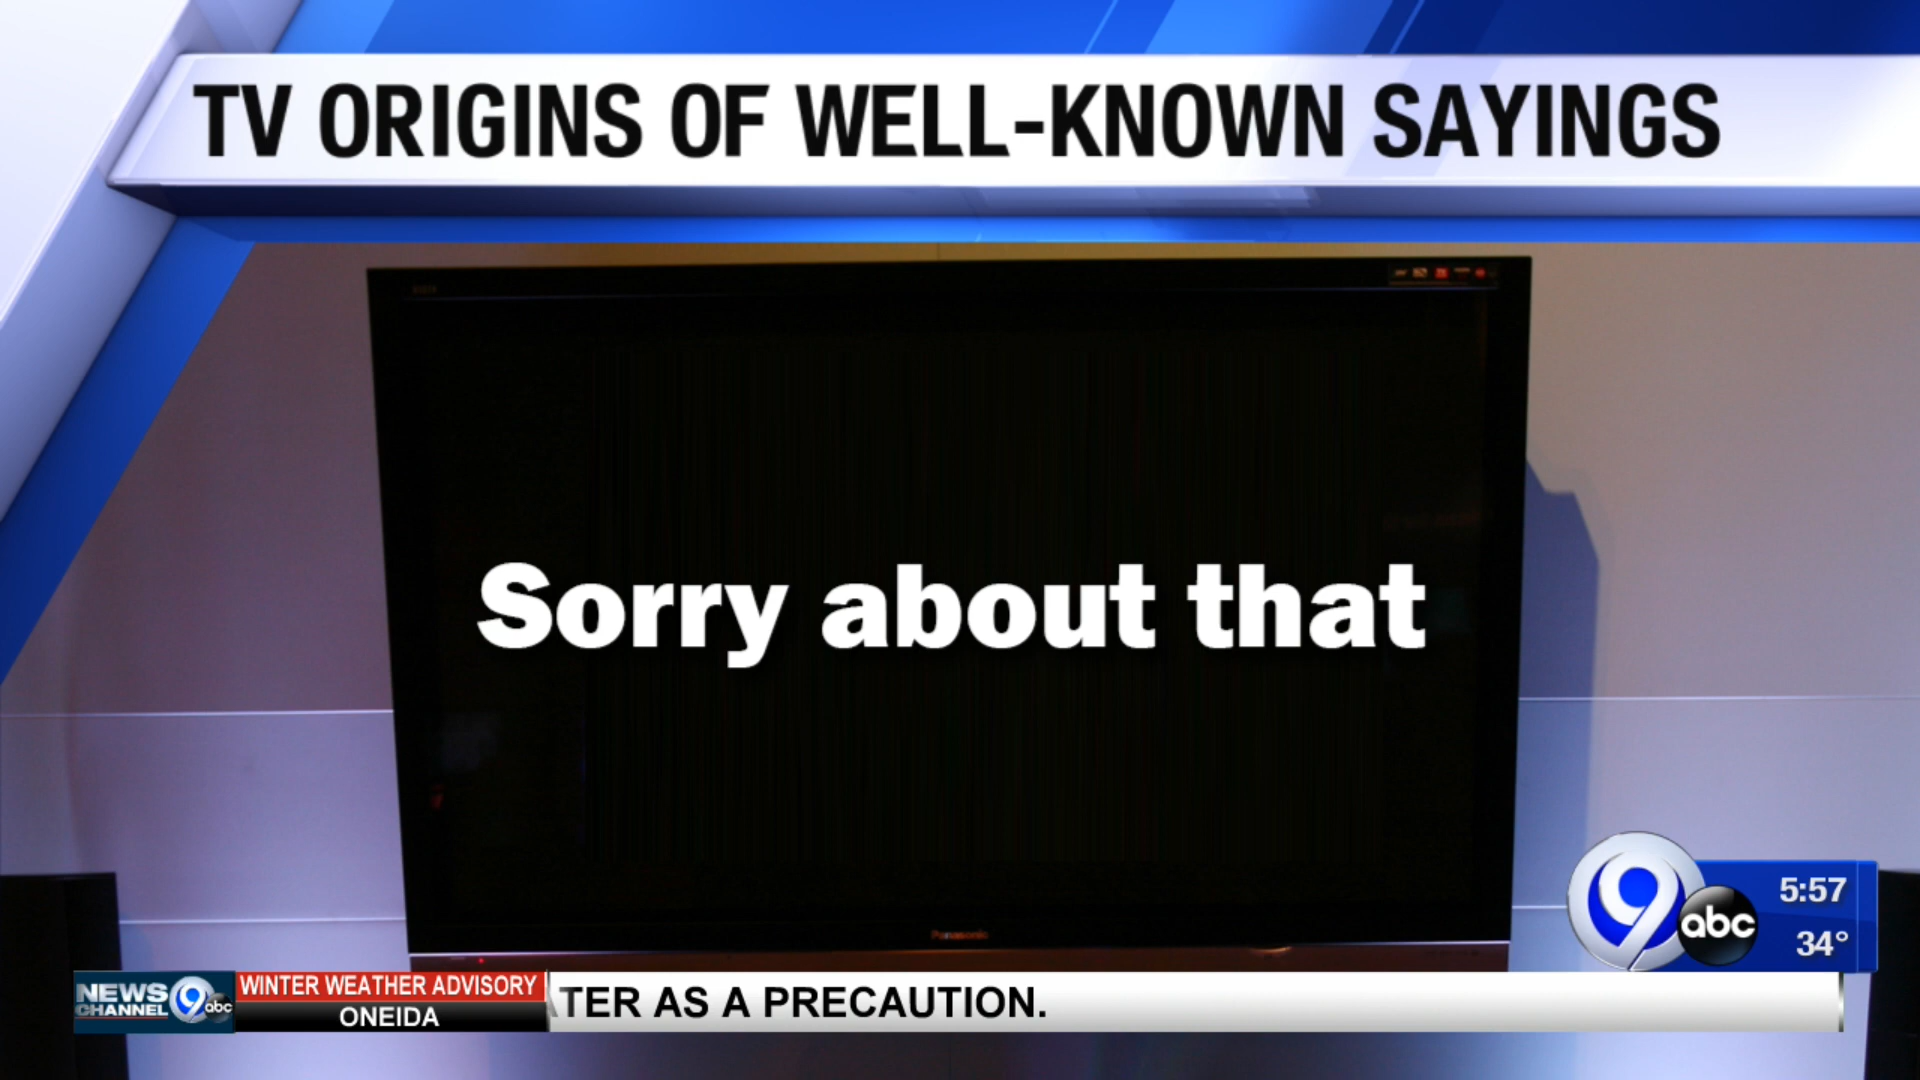 TV ORIGINS OF WELL-KNOWN SAYINGS
Sorry about that
Panasonic
9
abc
5:57
34°
NEWS
CHANNEL
9
abc
WINTER WEATHER ADVISORY
ONEIDA
TER AS A PRECAUTION.